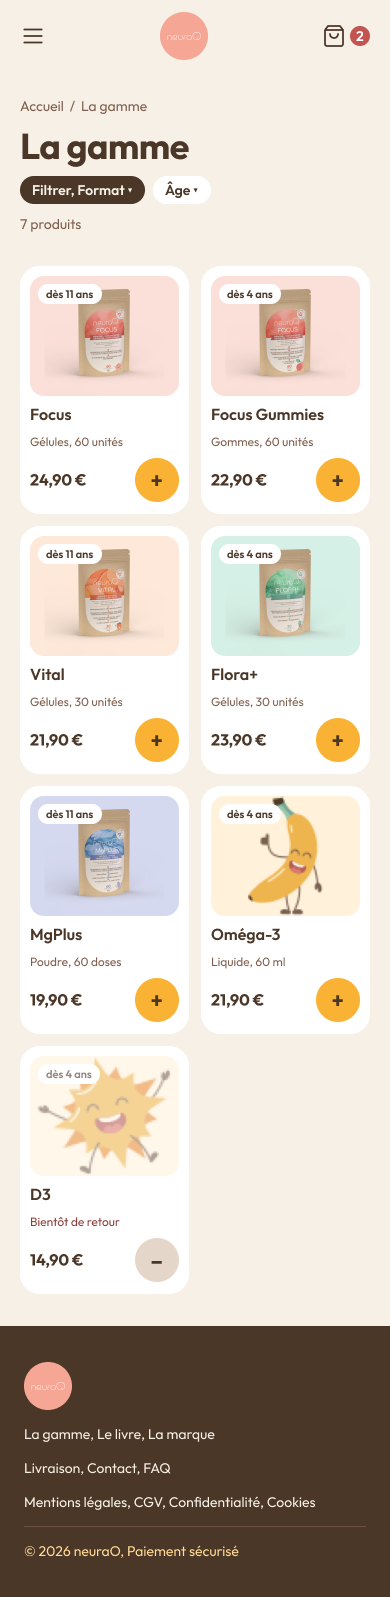 neuraO
2
Accueil / La gamme
La gamme
Filtrer, Format ▾
Âge ▾
7 produits
dès 11 ans
FOCUS
Focus
Gélules, 60 unités
24,90 €
+
dès 4 ans
FOCUS
Focus Gummies
Gommes, 60 unités
22,90 €
+
dès 11 ans
VITAL
Vital
Gélules, 30 unités
21,90 €
+
dès 4 ans
FLORA+
Flora+
Gélules, 30 unités
23,90 €
+
dès 11 ans
MgPlus
Poudre, 60 doses
19,90 €
+
dès 4 ans
Oméga-3
Liquide, 60 ml
21,90 €
+
dès 4 ans
D3
Bientôt de retour
14,90 €
–
neuraO
La gamme, Le livre, La marque
Livraison, Contact, FAQ
Mentions légales, CGV, Confidentialité, Cookies
© 2026 neuraO, Paiement sécurisé